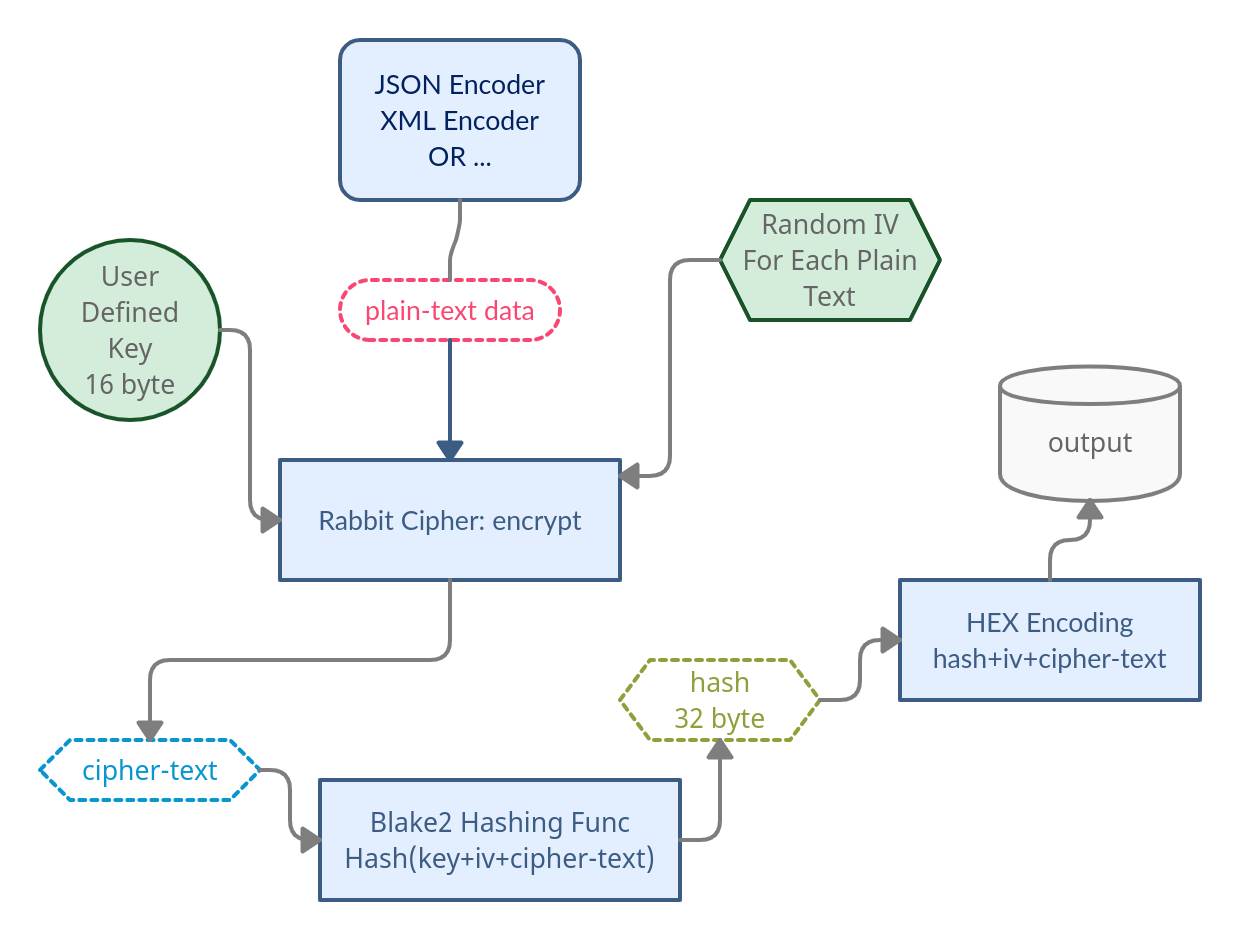 JSON Encoder
XML Encoder
OR ...
Random IV
For Each Plain
Text
User
Defined
Key
16 byte
plain-text data
output
Rabbit Cipher: encrypt
HEX Encoding
hash+iv+cipher-text
hash
32 byte
cipher-text
Blake2 Hashing Func
Hash(key+iv+cipher-text)